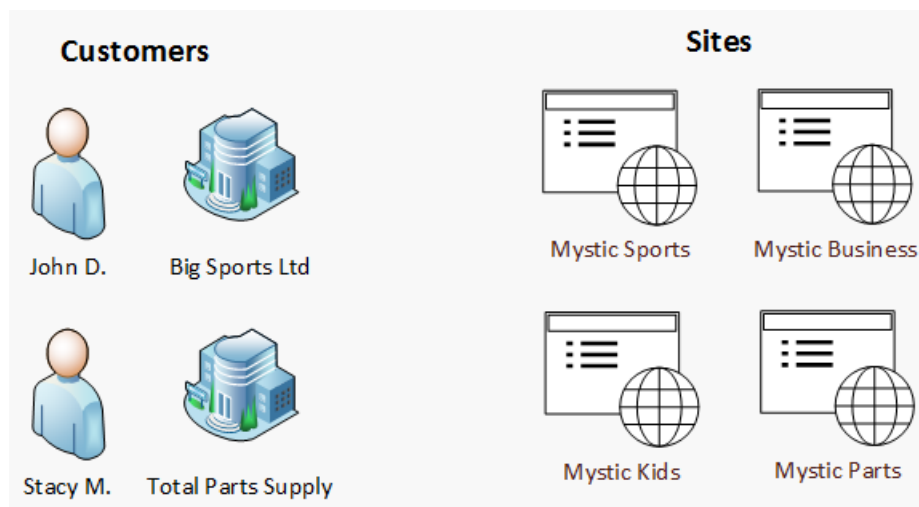 Customers
Sites
John D.
Big Sports Ltd
Mystic Sports
Mystic Business
Stacy M.
Total Parts Supply
Mystic Kids
Mystic Parts